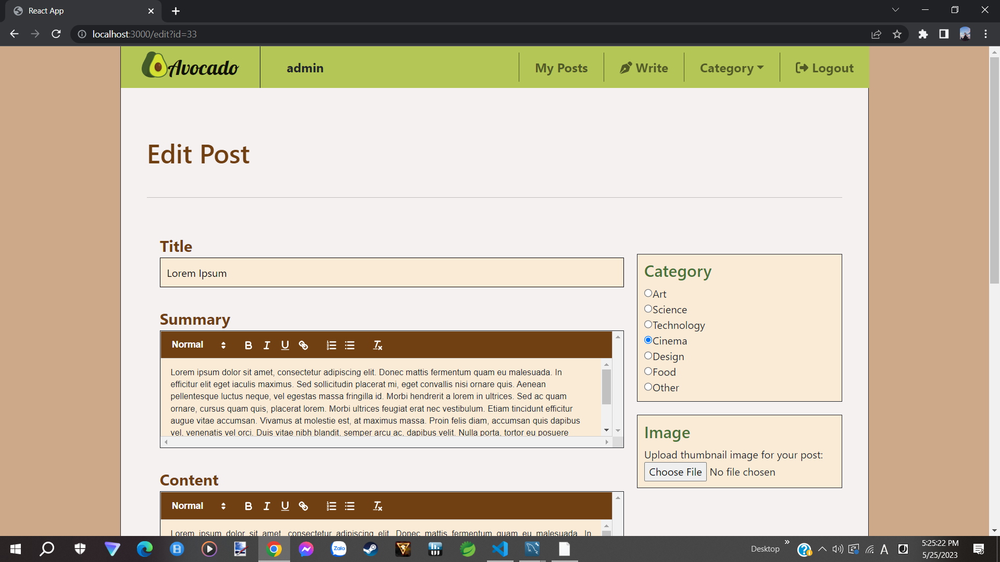 React App
localhost:3000/edit?id=33
Avocado
admin
My Posts
Write
Category
Logout
Edit Post
Title
Lorem Ipsum
Summary
Normal
Lorem ipsum dolor sit amet, consectetur adipiscing elit. Donec mattis fermentum quam eu malesuada. In
efficitur elit eget iaculis maximus. Sed sollicitudin placerat mi, eget convallis nisi ornare quis. Aenean
pellentesque luctus neque, vel egestas massa fringilla id. Morbi hendrerit a lorem in ultrices. Sed ac quam
ornare, cursus quam quis, placerat lorem. Morbi ultrices feugiat erat nec vestibulum. Etiam tincidunt efficitur
augue vitae accumsan. Vivamus at molestie est, at maximus massa. Proin felis diam, accumsan quis dapibus
vel, venenatis vel orci. Duis vitae nibh blandit, semper arcu ac, dapibus velit. Nulla porta, tortor eu posuere
Content
Normal
Lorem ipsum dolor sit amet, consectetur adipiscing elit. Donec mattis fermentum quam eu malesuada. In
Category
Art
Science
Technology
Cinema
Design
Food
Other
Image
Upload thumbnail image for your post:
Choose File No file chosen
Zalo
Desktop
A
5:25:22 PM
5/25/2023